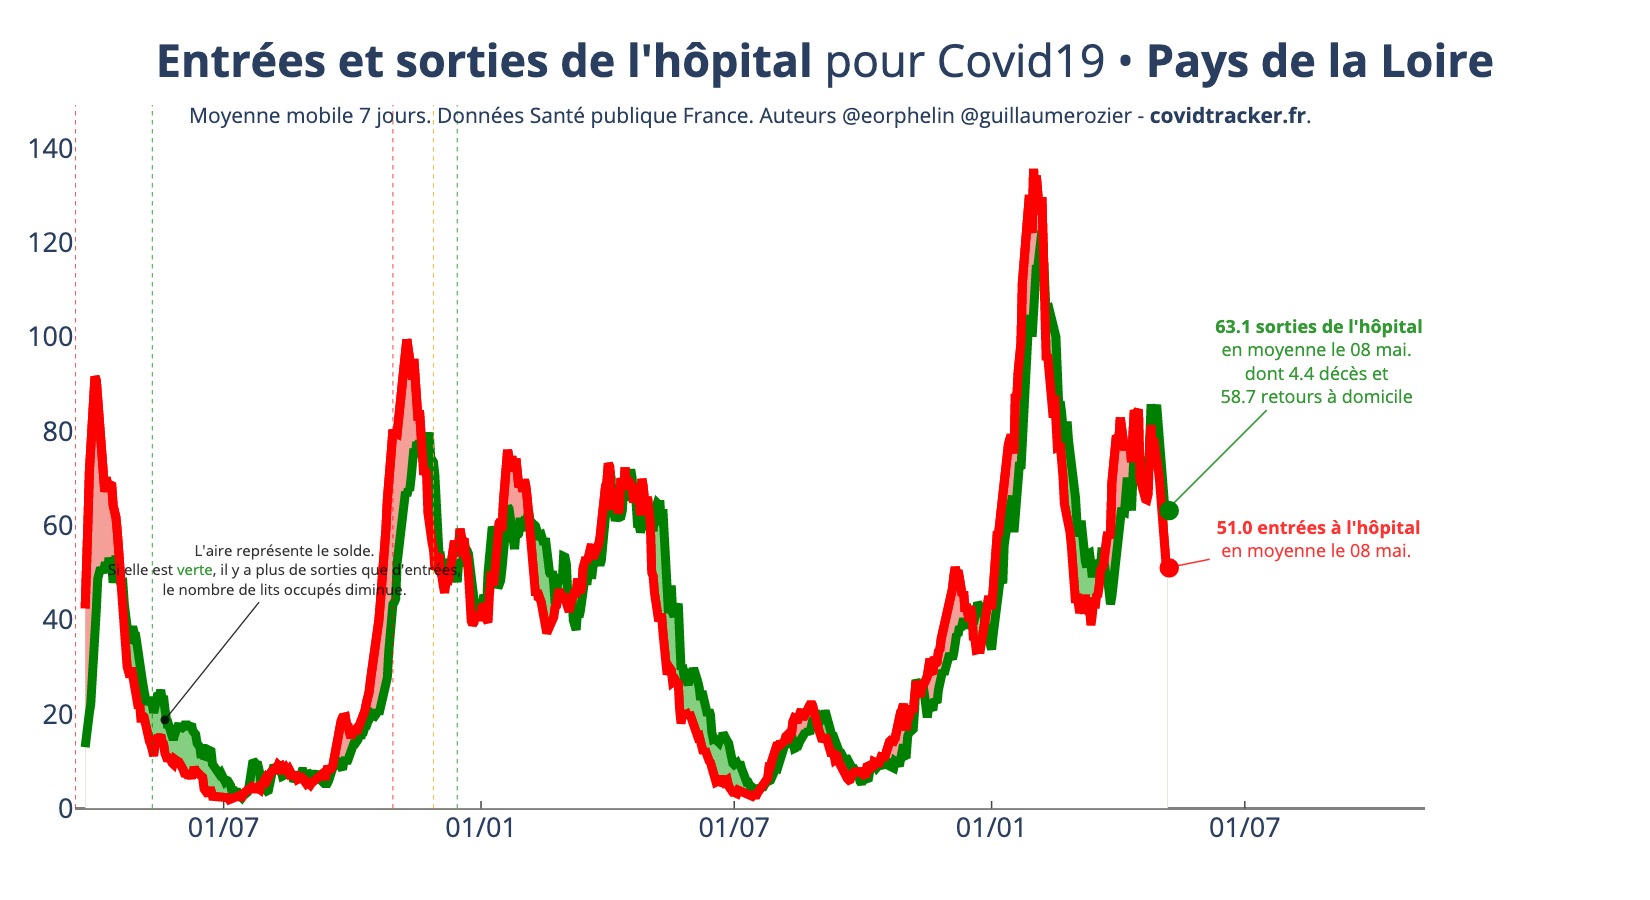 Entrées et sorties de l'hôpital pour Covid19 • Pays de la Loire
Moyenne mobile 7 jours. Données Santé publique France. Auteurs @eorphelin @guillaumerozier - covidtracker.fr.
140
120
100
80
60
40
20
0
L'aire représente le solde.
Si elle est verte, il y a plus de sorties que d'entrées,
le nombre de lits occupés diminue.
63.1 sorties de l'hôpital
en moyenne le 08 mai.
dont 4.4 décès et
58.7 retours à domicile
51.0 entrées à l'hôpital
en moyenne le 08 mai.
01/07
01/01
01/07
01/01
01/07